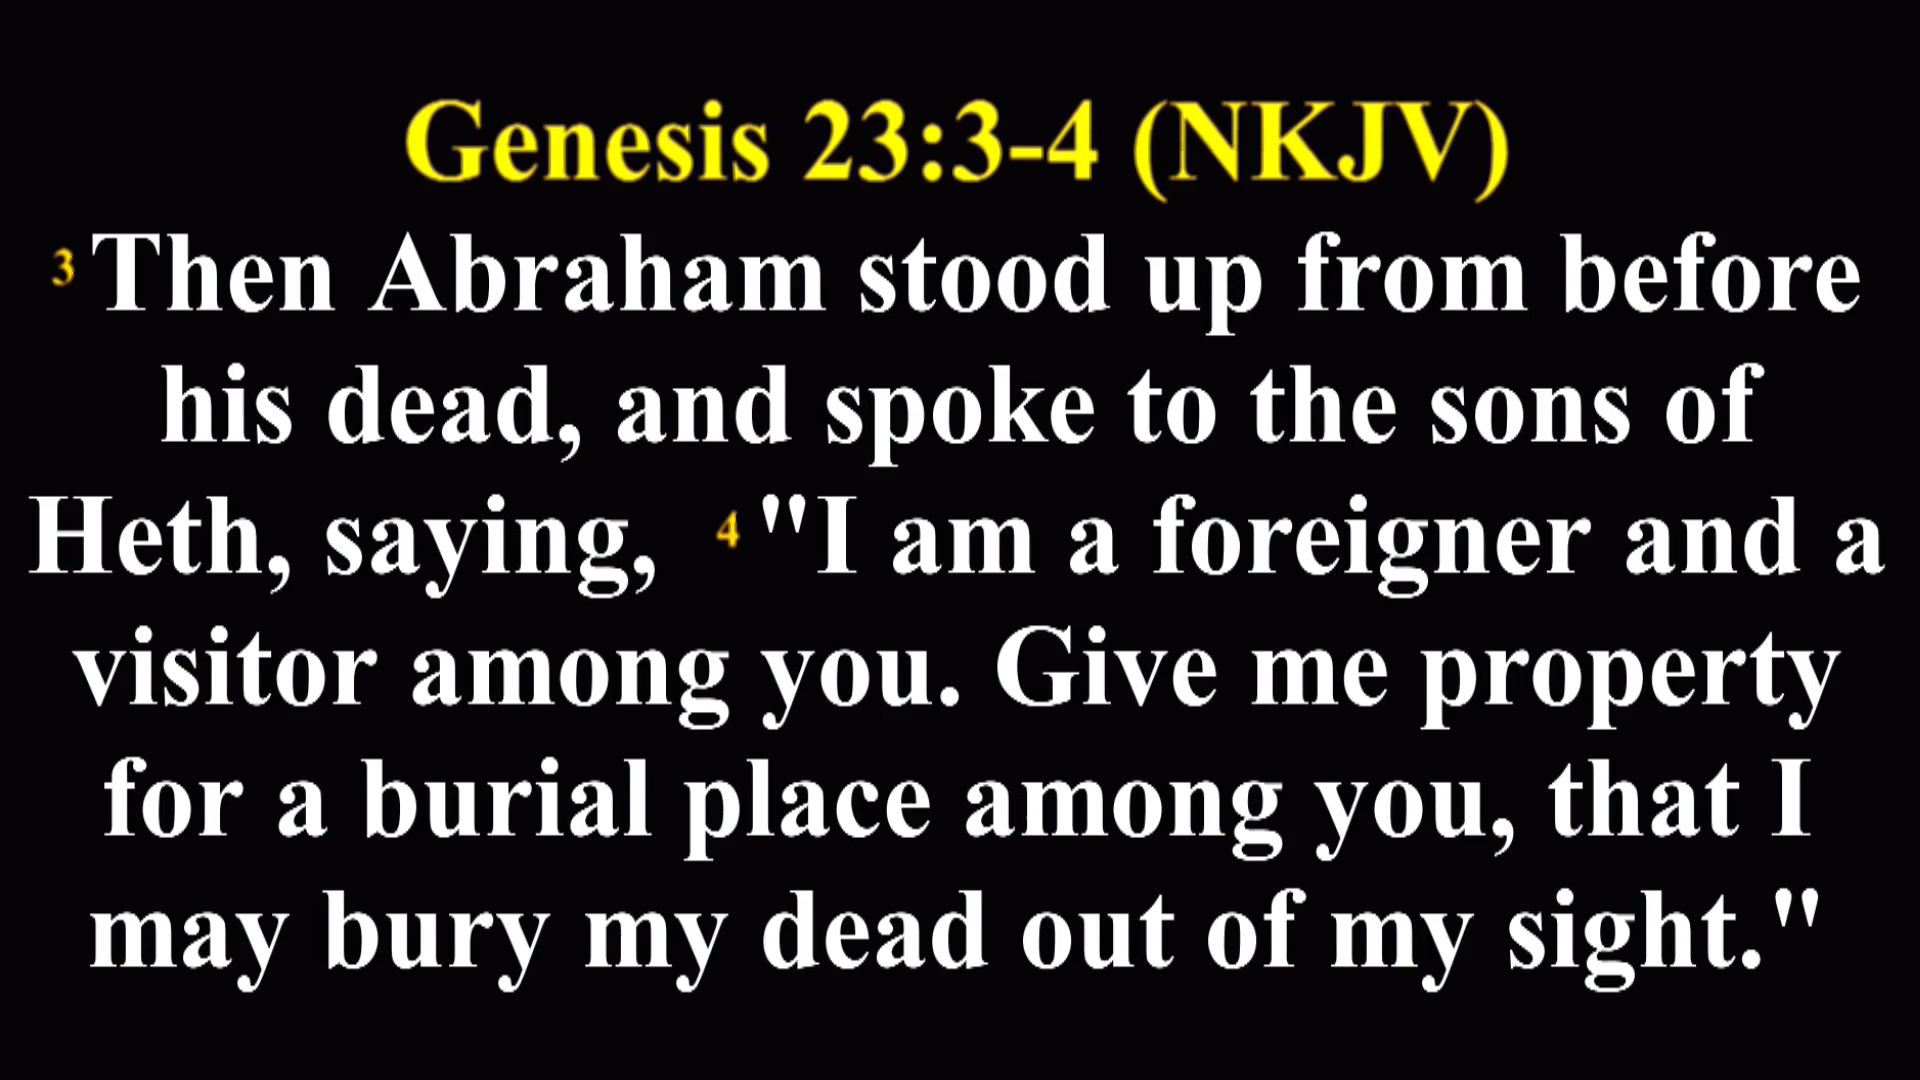 Genesis 23:3-4 (NKJV)
3 Then Abraham stood up from before
his dead, and spoke to the sons of
Heth, saying, 4 "I am a foreigner and a
visitor among you. Give me property
for a burial place among you, that I
may bury my dead out of my sight."